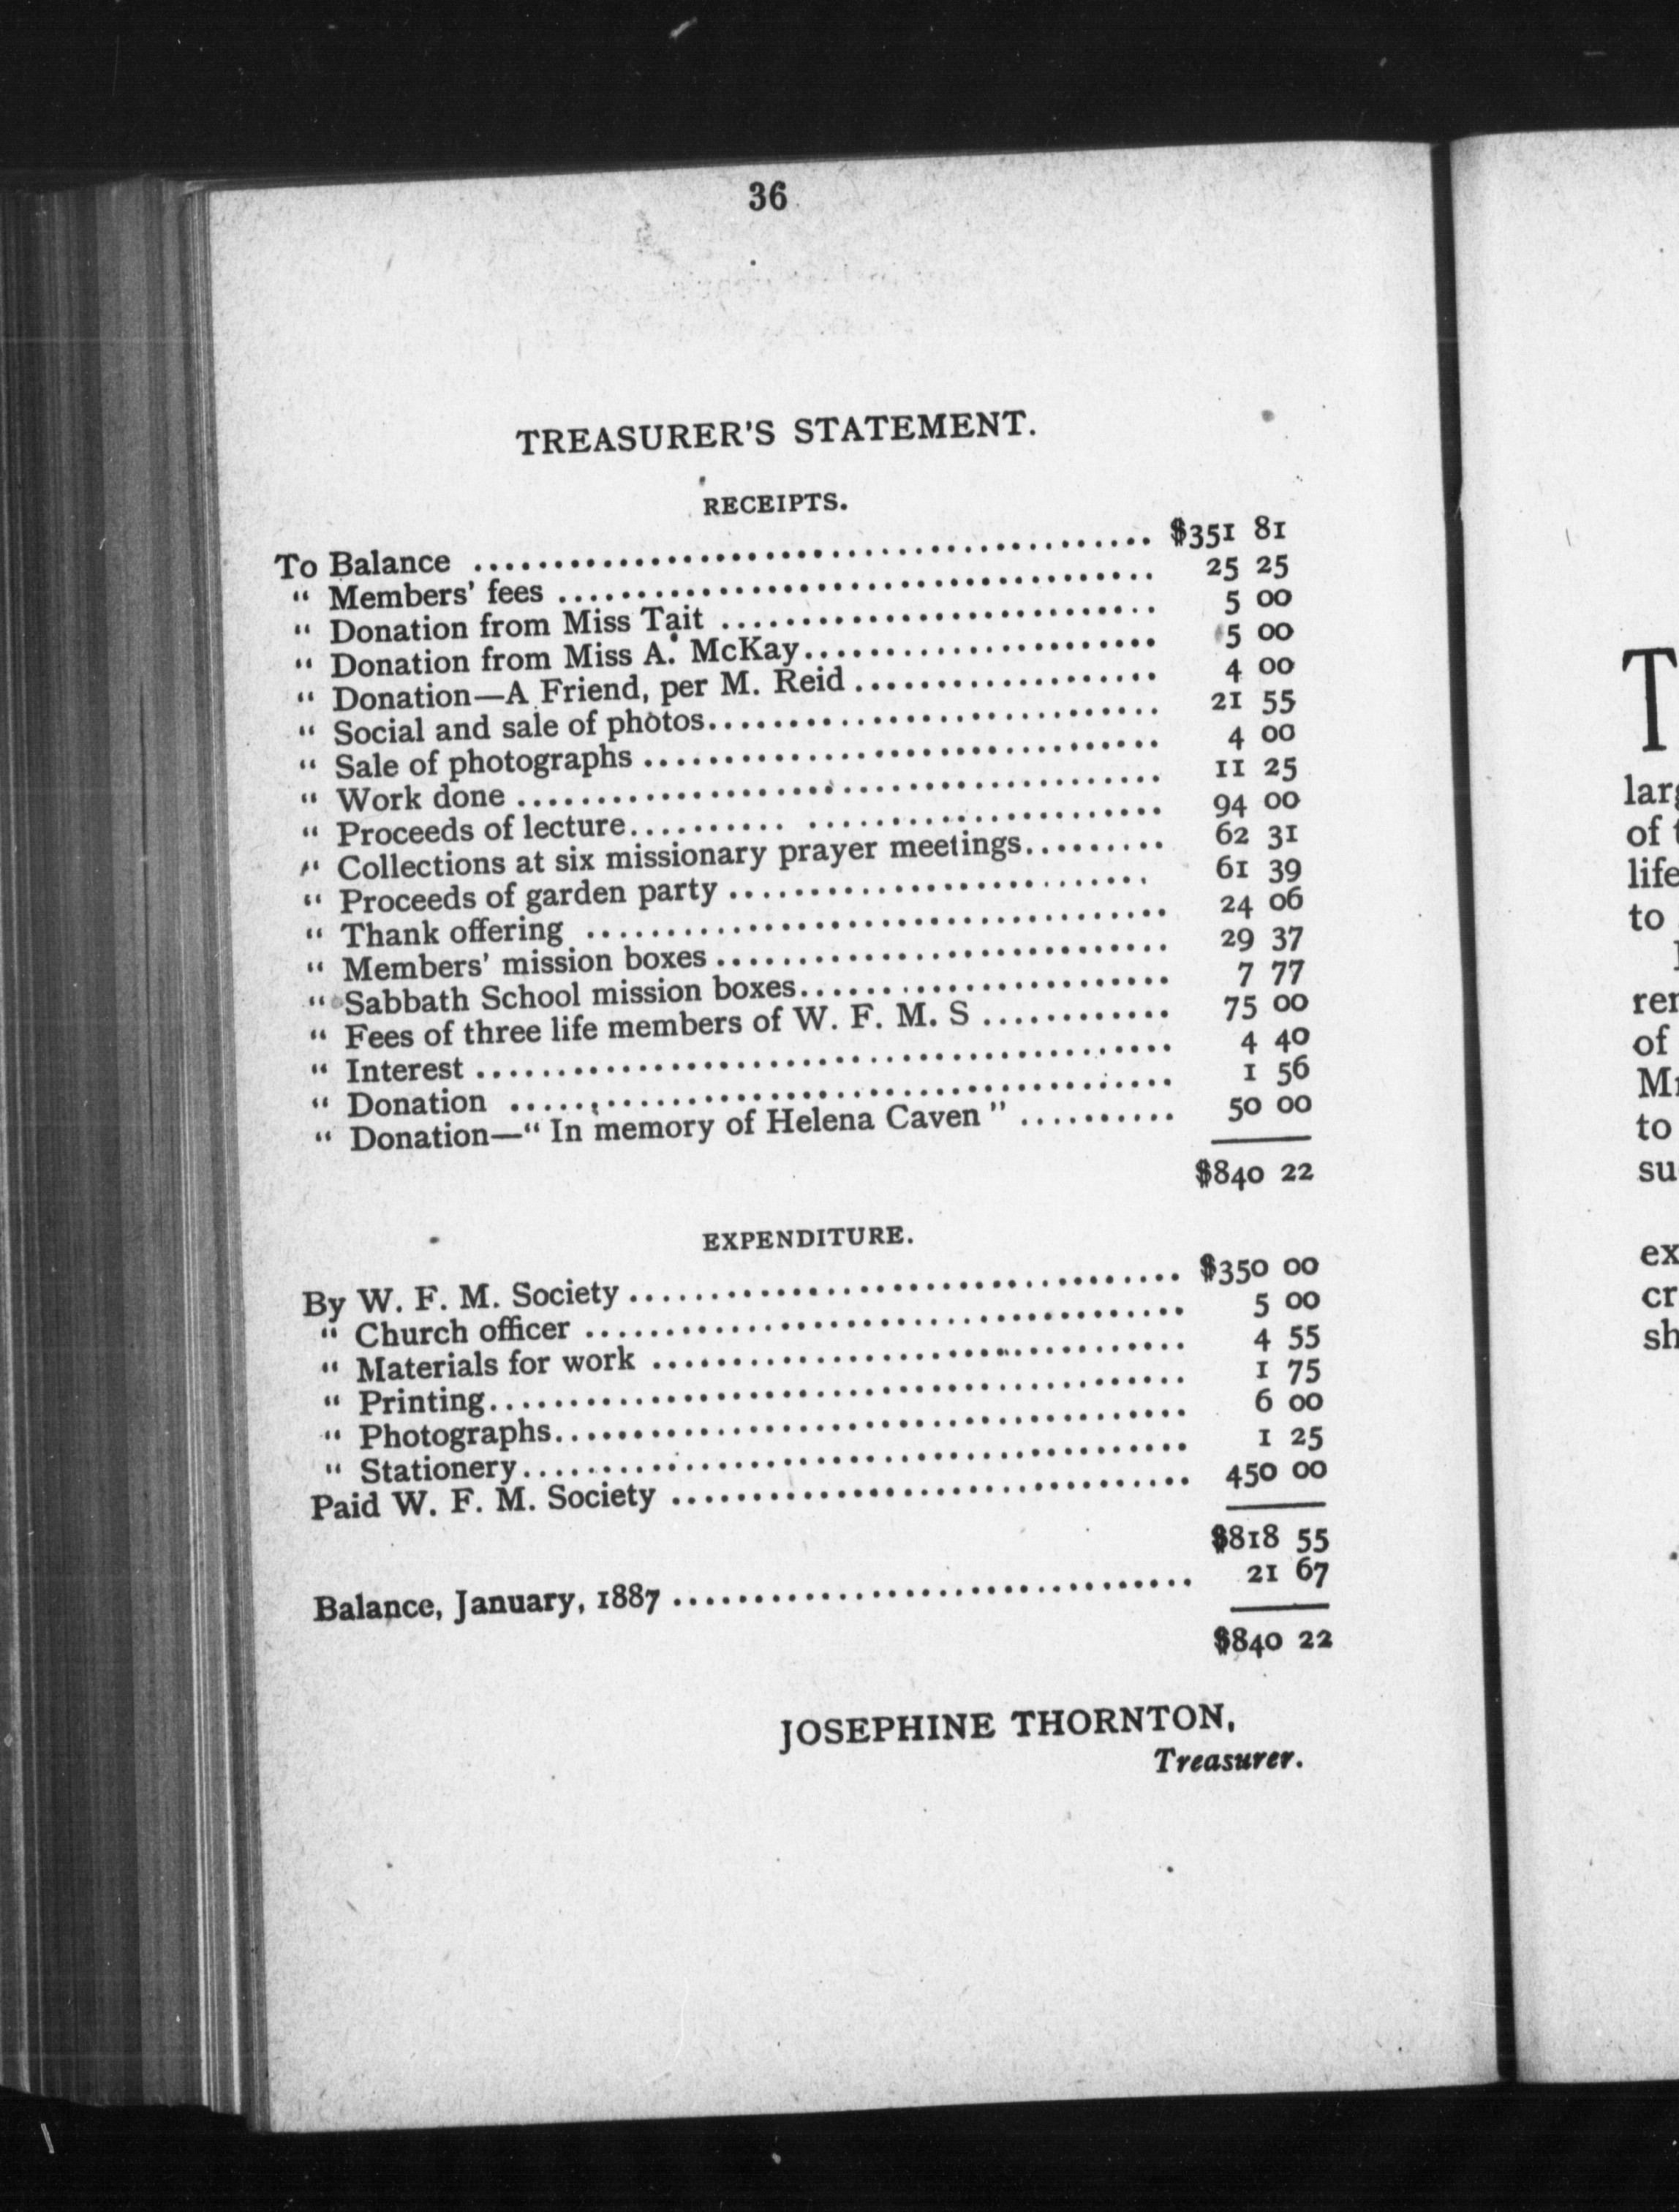 36
TREASURER'S STATEMENT.
RECEIPTS.
To Balance ........................................ $351 81
“ Members' fees .................................... 25 25
“ Donation from Miss Tait ........................... 5 00
“ Donation from Miss A. McKay...................... 5 00
“ Donation—A Friend, per M. Reid ................... 4 00
“ Social and sale of photos............................ 21 55
“ Sale of photographs ................................ 4 00
“ Work done ........................................ 11 25
“ Proceeds of lecture.......... ...................... 94 00
“ Collections at six missionary prayer meetings......... 62 31
“ Proceeds of garden party .......................... 61 39
“ Thank offering .................................... 24 06
“ Members' mission boxes ............................ 29 37
“ Sabbath School mission boxes....................... 7 77
“ Fees of three life members of W. F. M. S ............ 75 00
“ Interest ........................................... 4 40
“ Donation ......................................... 1 56
“ Donation—“ In memory of Helena Caven ” .......... 50 00
$840 22
EXPENDITURE.
By W. F. M. Society .................................. $350 00
“ Church officer ..................................... 5 00
“ Materials for work ................................. 4 55
“ Printing........................................... 1 75
“ Photographs....................................... 6 00
“ Stationery......................................... 1 25
Paid W. F. M. Society ................................ 450 00
$818 55
Balance, January, 1887 ................................ 21 67
$840 22
JOSEPHINE THORNTON,
Treasurer.
T
of
life
to
of
to